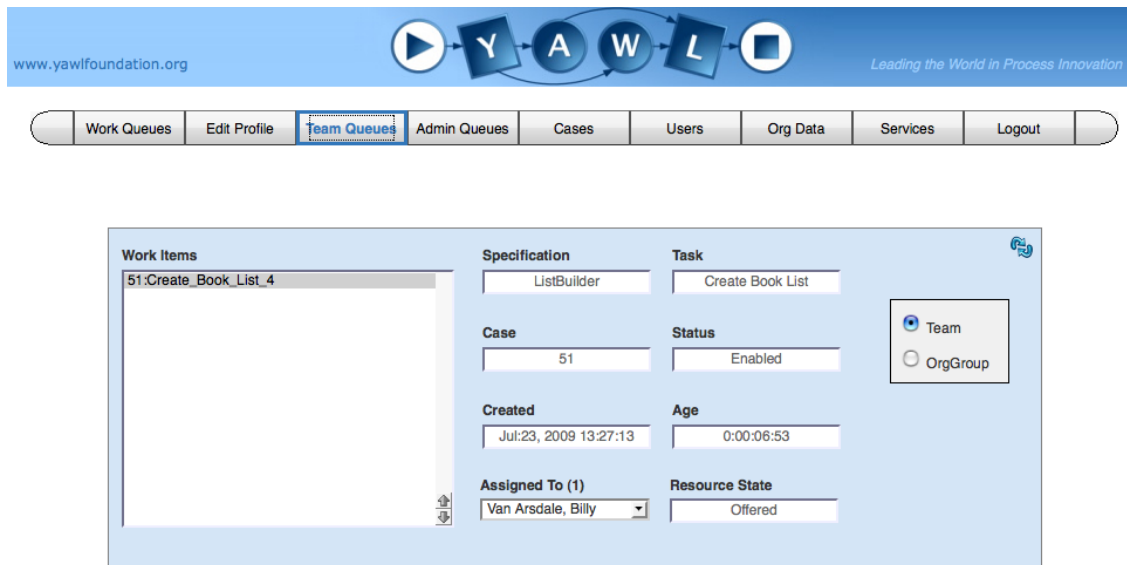 YAWL
www.yawlfoundation.org
Leading the World in Process Innovation
Work Queues Edit Profile Team Queues Admin Queues Cases Users Org Data Services Logout
Work Items
51:Create_Book_List_4
Specification Task
ListBuilder Create Book List
Case Status
51 Enabled
Created Age
Jul:23, 2009 13:27:13 0:00:06:53
Assigned To (1) Resource State
Van Arsdale, Billy Offered
Team
OrgGroup